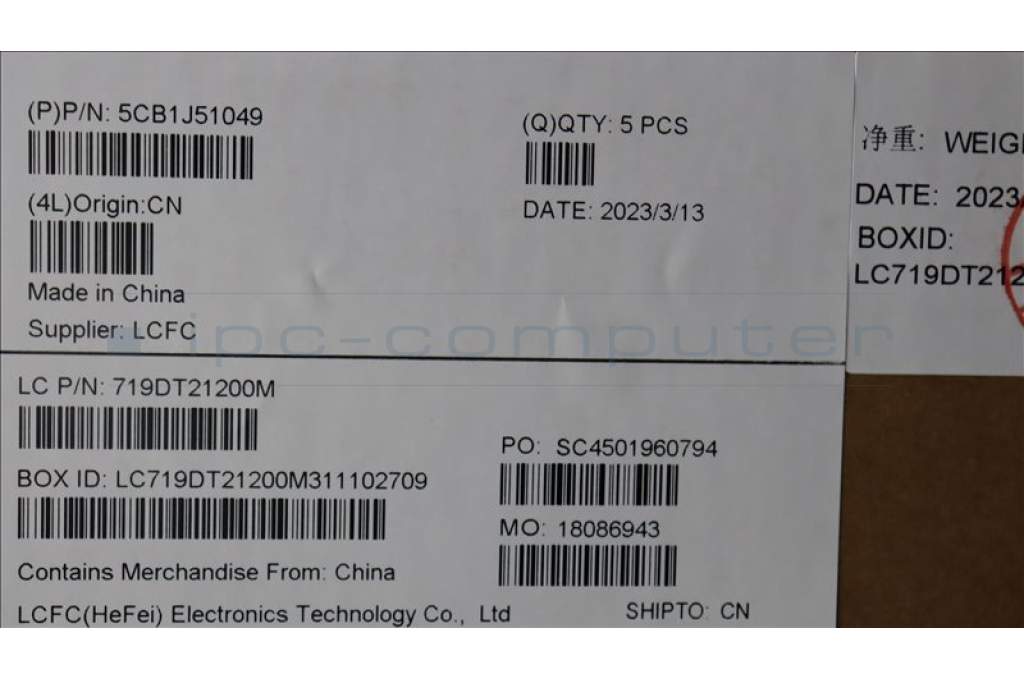 (P)P/N: 5CB1J51049
(Q)QTY: 5 PCS
(4L)Origin:CN
DATE: 2023/3/13
Made in China
Supplier: LCFC
ipc-computer
LC P/N: 719DT21200M
PO: SC4501960794
BOX ID: LC719DT21200M311102709
MO: 18086943
Contains Merchandise From: China
LCFC(HeFei) Electronics Technology Co., Ltd
SHIPTO: CN
净重:
DATE: 2023
BOXID:
LC719DT212